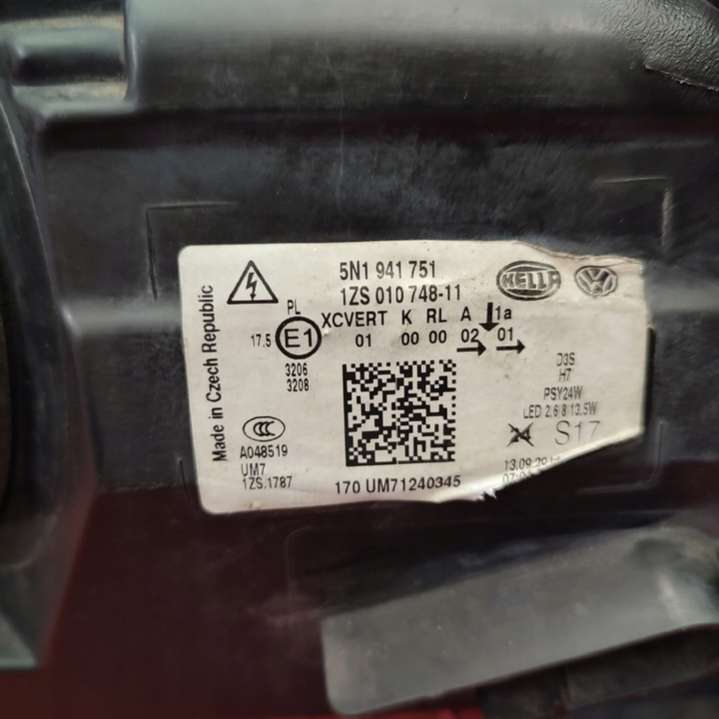 5N1 941 751
1ZS 010 748-11
HELLA
VW
XCVERT K RL A 1a
01 00 00 02 01
PL
17.5 E1
3206
3208
Made in Czech Republic
CCC
A048519
UM7
1ZS.1787
170 UM71240345
D3S
H7
PSY24W
LED 2,6/8/13,5W
S17